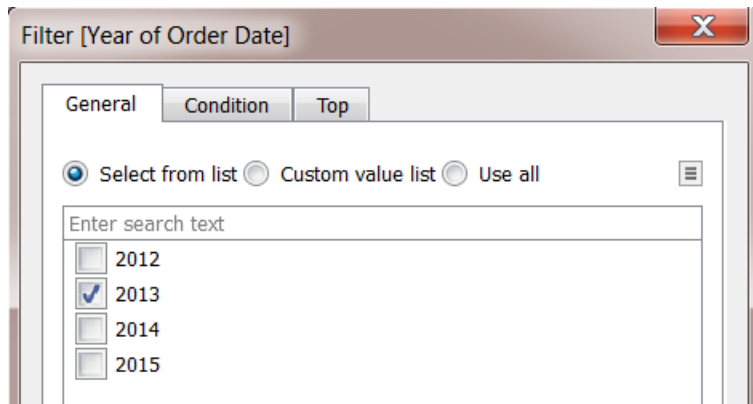 Filter [Year of Order Date]
General Condition Top
Select from list Custom value list Use all
Enter search text
2012
2013
2014
2015